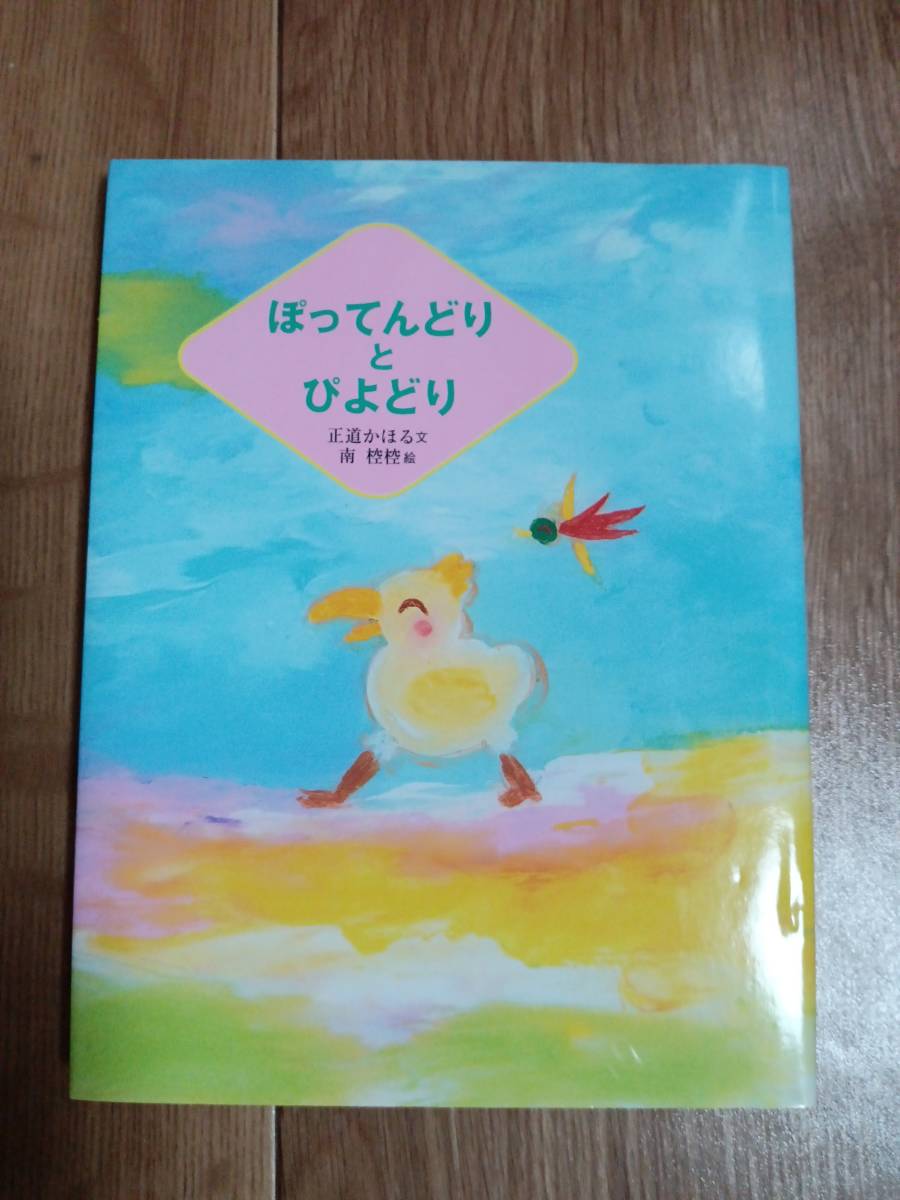 ぽってんどり
と
ぴよどり
正道かほる 文
南 椌椌 絵